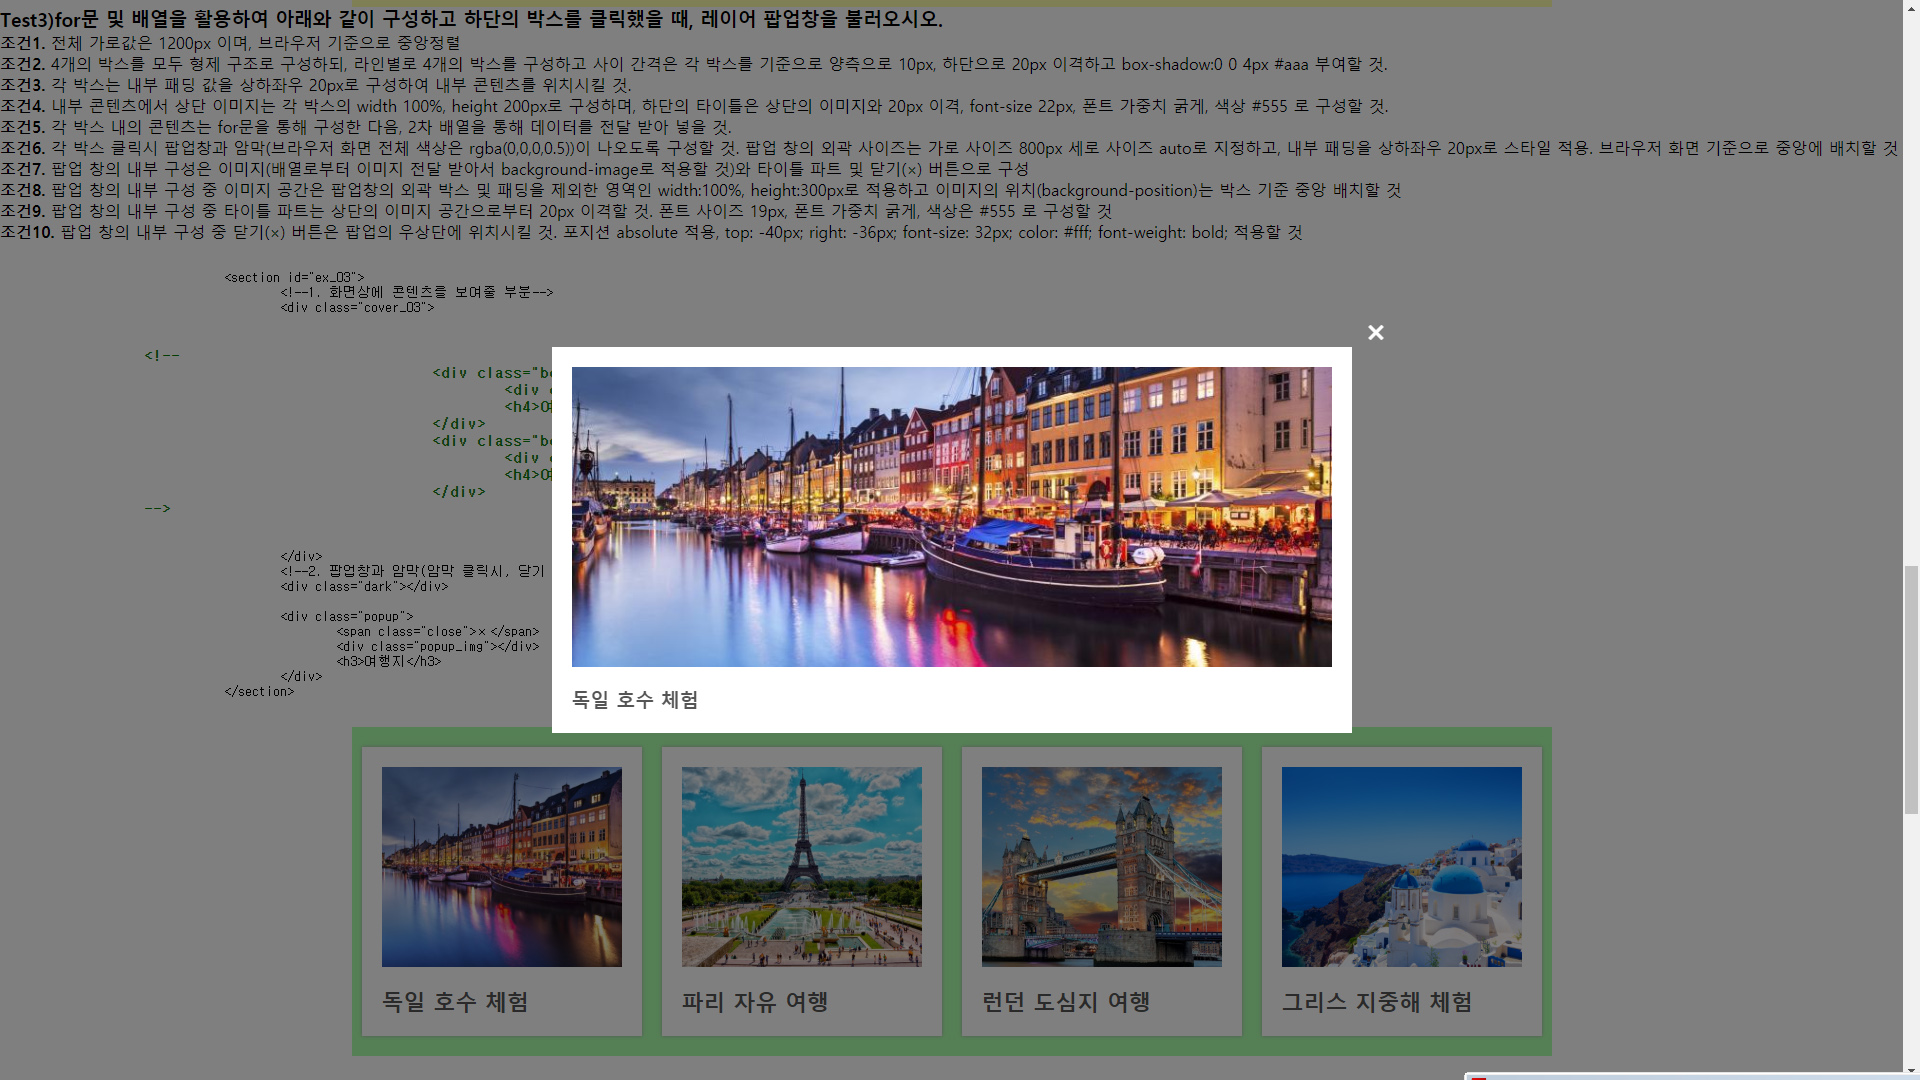 Test3)for문 및 배열을 활용하여 아래와 같이 구성하고 하단의 박스를 클릭했을 때, 레이어 팝업창을 불러오시오.
조건1. 전체 가로값은 1200px 이며, 브라우저 기준으로 중앙정렬
조건2. 4개의 박스를 모두 형제 구조로 구성하되, 라인별로 4개의 박스를 구성하고 사이 간격은 각 박스를 기준으로 양측으로 10px, 하단으로 20px 이격하고 box-shadow:0 0 4px #aaa 부여할 것.
조건3. 각 박스는 내부 패딩 값을 상하좌우 20px로 구성하여 내부 콘텐츠를 위치시킬 것.
조건4. 내부 콘텐츠에서 상단 이미지는 각 박스의 width 100%, height 200px로 구성하며, 하단의 타이틀은 상단의 이미지와 20px 이격, font-size 22px, 폰트 가중치 굵게, 색상 #555 로 구성할 것.
조건5. 각 박스 내의 콘텐츠는 for문을 통해 구성한 다음, 2차 배열을 통해 데이터를 전달 받아 넣을 것.
조건6. 각 박스 클릭시 팝업창과 암막(브라우저 화면 전체 색상은 rgba(0,0,0,0.5))이 나오도록 구성할 것. 팝업 창의 외곽 사이즈는 가로 사이즈 800px 세로 사이즈 auto로 지정하고, 내부 패딩을 상하좌우 20px로 스타일 적용. 브라우저 화면 기준으로 중앙에 배치할 것
조건7. 팝업 창의 내부 구성은 이미지(배열로부터 이미지 전달 받아서 background-image로 적용할 것)와 타이틀 파트 및 닫기(×) 버튼으로 구성
조건8. 팝업 창의 내부 구성 중 이미지 공간은 팝업창의 외곽 박스 및 패딩을 제외한 영역인 width:100%, height:300px로 적용하고 이미지의 위치(background-position)는 박스 기준 중앙 배치할 것
조건9. 팝업 창의 내부 구성 중 타이틀 파트는 상단의 이미지 공간으로부터 20px 이격할 것. 폰트 사이즈 19px, 폰트 가중치 굵게, 색상은 #555 로 구성할 것
조건10. 팝업 창의 내부 구성 중 닫기(×) 버튼은 팝업의 우상단에 위치시킬 것. 포지션 absolute 적용, top: -40px; right: -36px; font-size: 32px; color: #fff; font-weight: bold; 적용할 것
<section id="ex_03">
<!--1. 화면상에 콘텐츠를 보여줄 부분-->
<div class="cover_03">
×
<!--
<div class="b
<div
<h4>
</div>
<div class="b
<div
<h4>
</div>
-->
</div>
<!--2. 팝업창과 암막(암막 클릭시, 닫기
<div class="dark"></div>
<div class="popup">
<span class="close">×</span>
<div class="popup_img"></div>
<h3>여행지</h3>
</div>
</section>
독일 호수 체험
독일 호수 체험
파리 자유 여행
런던 도심지 여행
그리스 지중해 체험